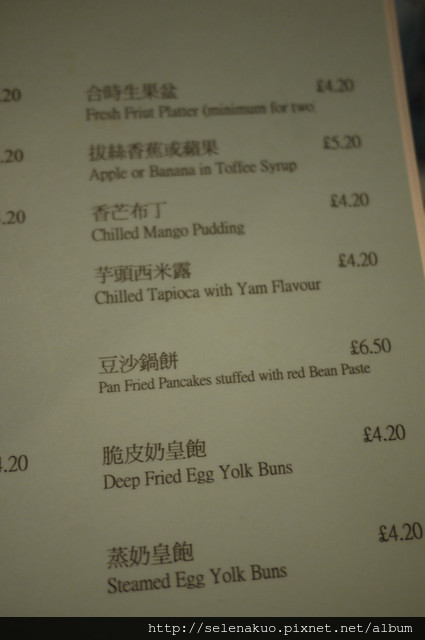 .20
合時生果盆 £4.20
Fresh Friut Platter (minimum for two
.20
拔絲香蕉或蘋果 £5.20
Apple or Banana in Toffee Syrup
.20
香芒布丁 £4.20
Chilled Mango Pudding
芋頭西米露 £4.20
Chilled Tapioca with Yam Flavour
豆沙鍋餅 £6.50
Pan Fried Pancakes stuffed with red Bean Paste
4.20
脆皮奶皇飽 £4.20
Deep Fried Egg Yolk Buns
蒸奶皇飽 £4.20
Steamed Egg Yolk Buns
http://selenakuo.pixnet.net/album